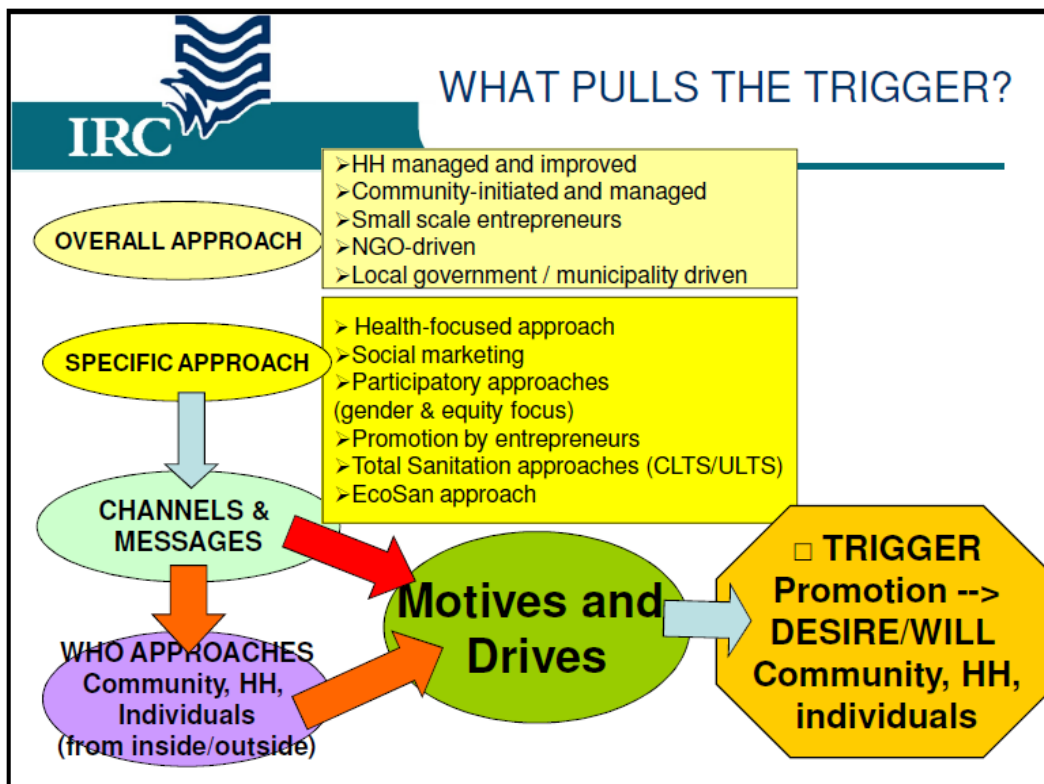 IRC
WHAT PULLS THE TRIGGER?
OVERALL APPROACH
➢HH managed and improved
➢Community-initiated and managed
➢Small scale entrepreneurs
➢NGO-driven
➢Local government / municipality driven
SPECIFIC APPROACH
➢ Health-focused approach
➢Social marketing
➢Participatory approaches
(gender & equity focus)
➢Promotion by entrepreneurs
➢Total Sanitation approaches (CLTS/ULTS)
➢EcoSan approach
CHANNELS &
MESSAGES
WHO APPROACHES
Community, HH,
Individuals
(from inside/outside)
Motives and
Drives
□ TRIGGER
Promotion -->
DESIRE/WILL
Community, HH,
individuals